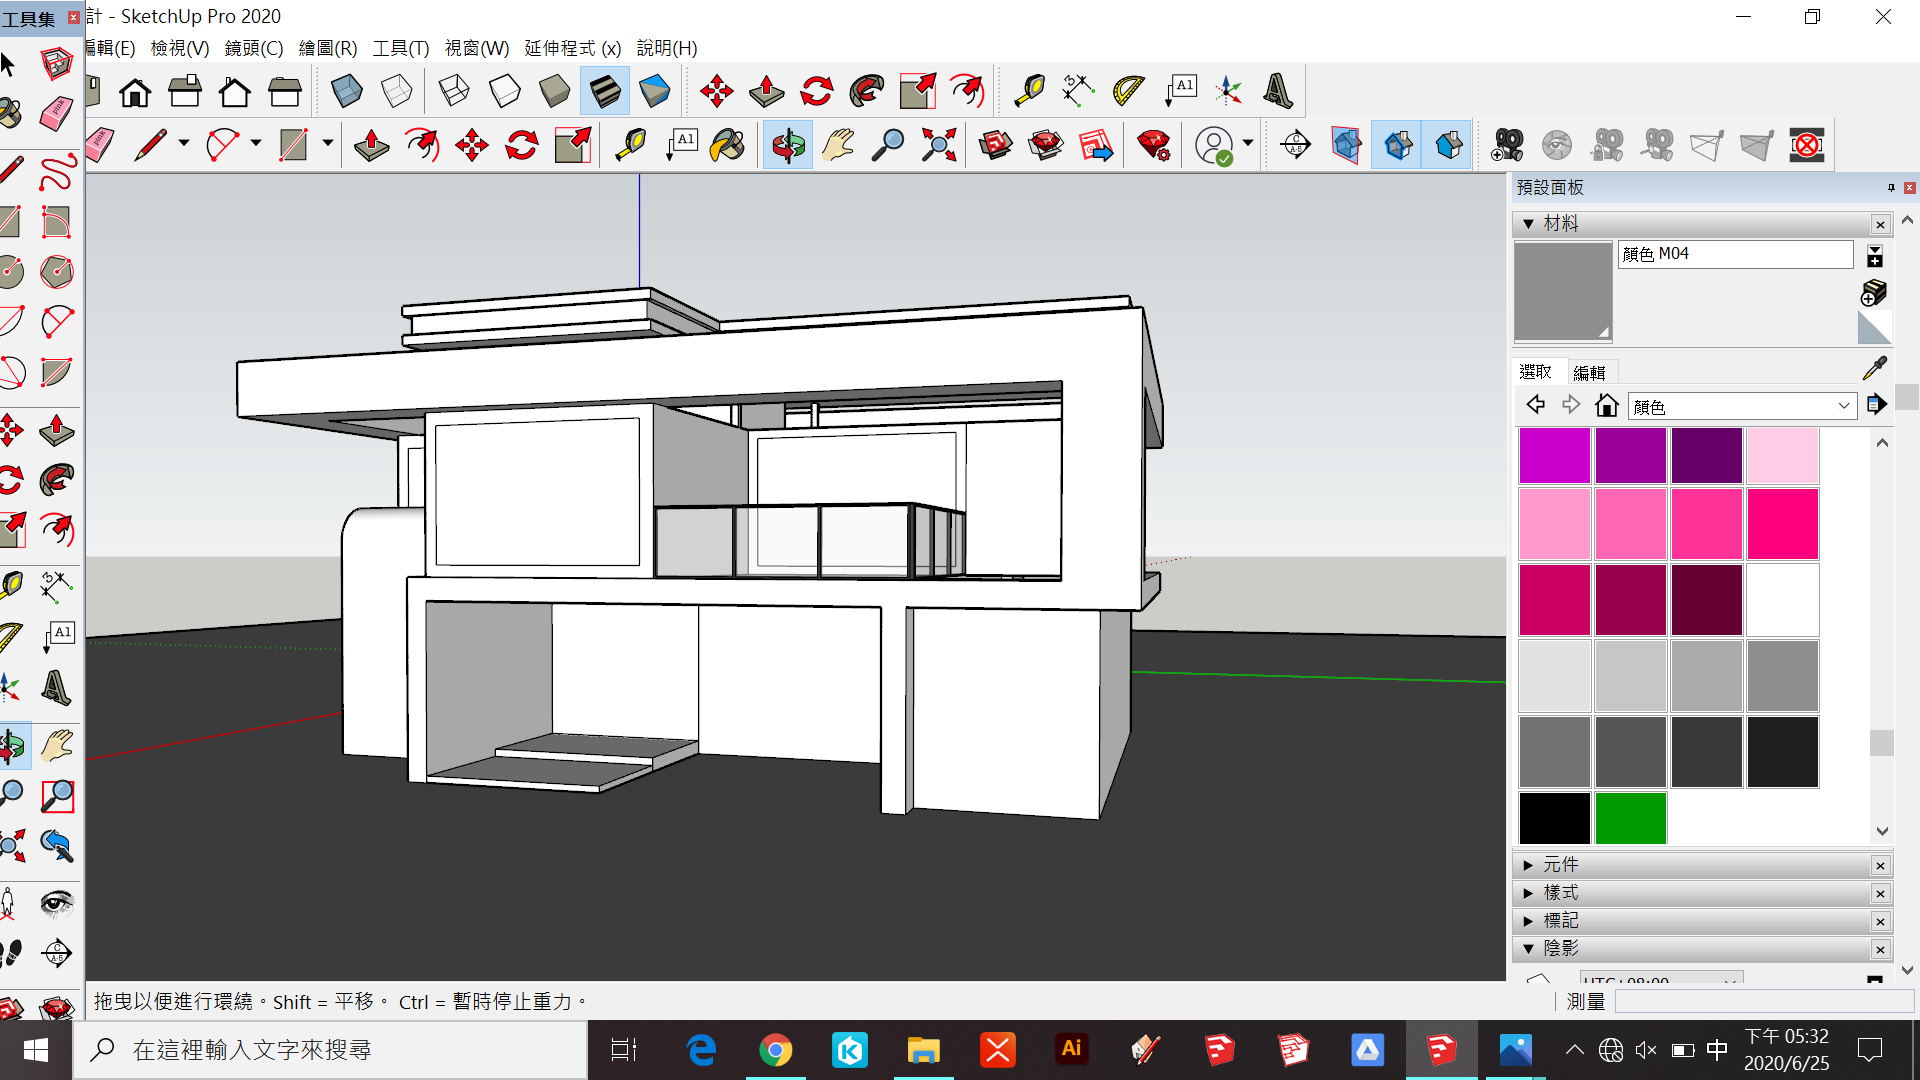 工具集
計 - SketchUp Pro 2020
編輯(E) 檢視(V) 鏡頭(C) 繪圖(R) 工具(T) 視窗(W) 延伸程式 (x) 說明(H)
A1
A1
A1
預設面板
材料
顏色 M04
選取
編輯
顏色
元件
樣式
標記
陰影
UTC+08:00
拖曳以便進行環繞。Shift = 平移。 Ctrl = 暫時停止重力。
測量
在這裡輸入文字來搜尋
Ai
中
下午 05:32
2020/6/25